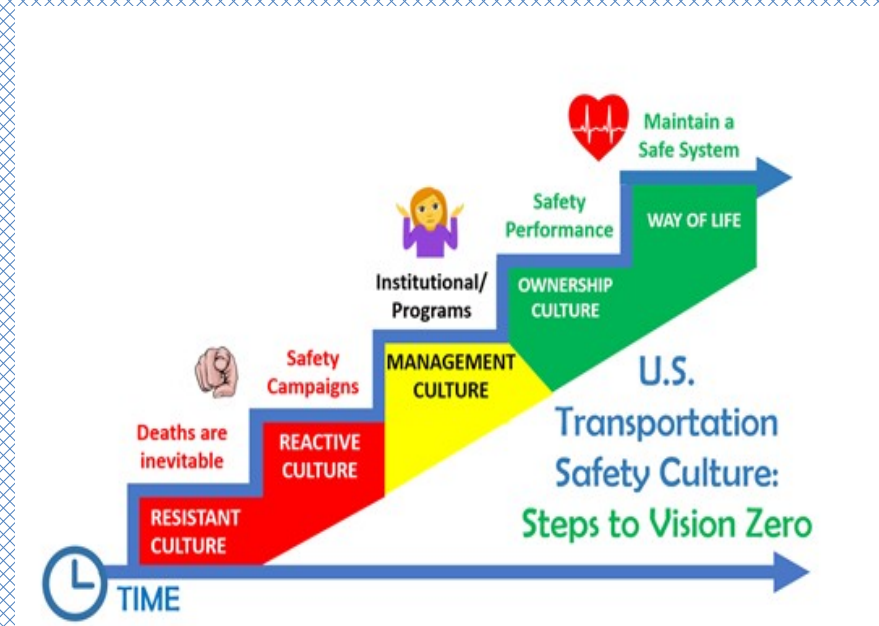 Maintain a
Safe System
WAY OF LIFE
Safety
Performance
OWNERSHIP
CULTURE
Institutional/
Programs
MANAGEMENT
CULTURE
Safety
Campaigns
REACTIVE
CULTURE
Deaths are
inevitable
RESISTANT
CULTURE
U.S.
Transportation
Safety Culture:
Steps to Vision Zero
TIME